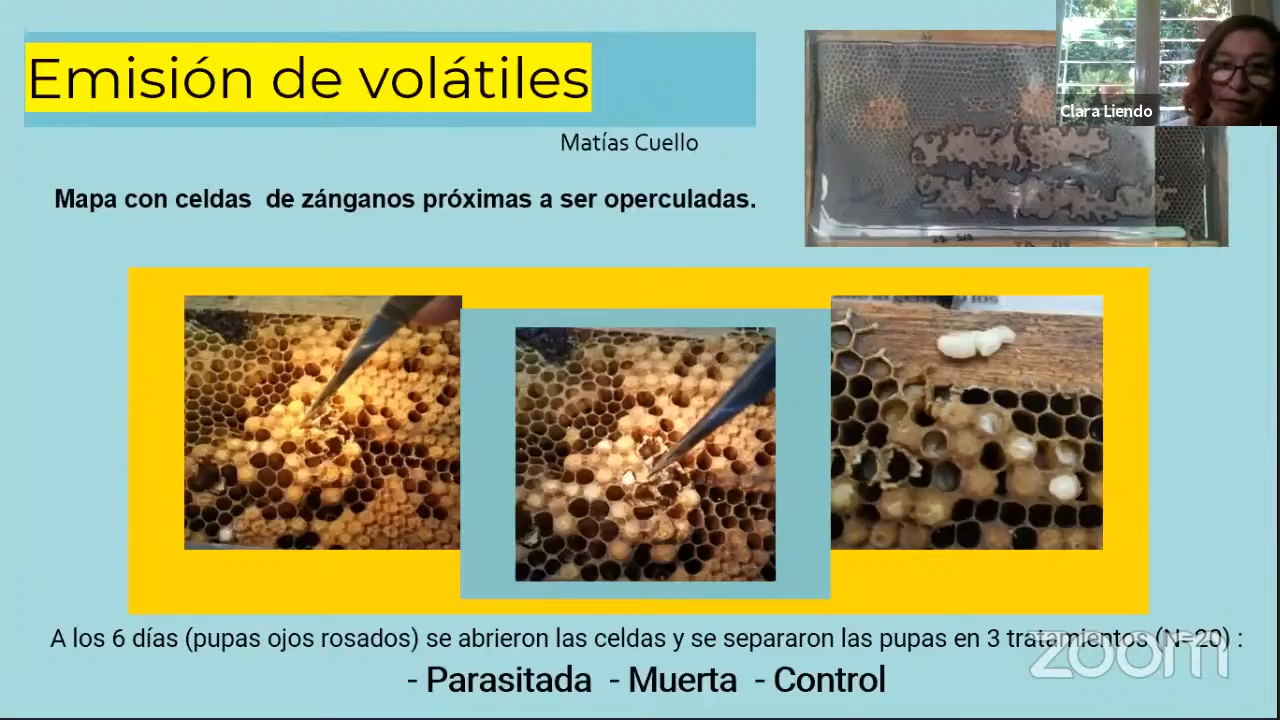 Emisión de volátiles
Clara Liendo
Matías Cuello
Mapa con celdas de zánganos próximas a ser operculadas.
A los 6 días (pupas ojos rosados) se abrieron las celdas y se separaron las pupas en 3 tratamientos (N=20) :
- Parasitada - Muerta - Control
zoom